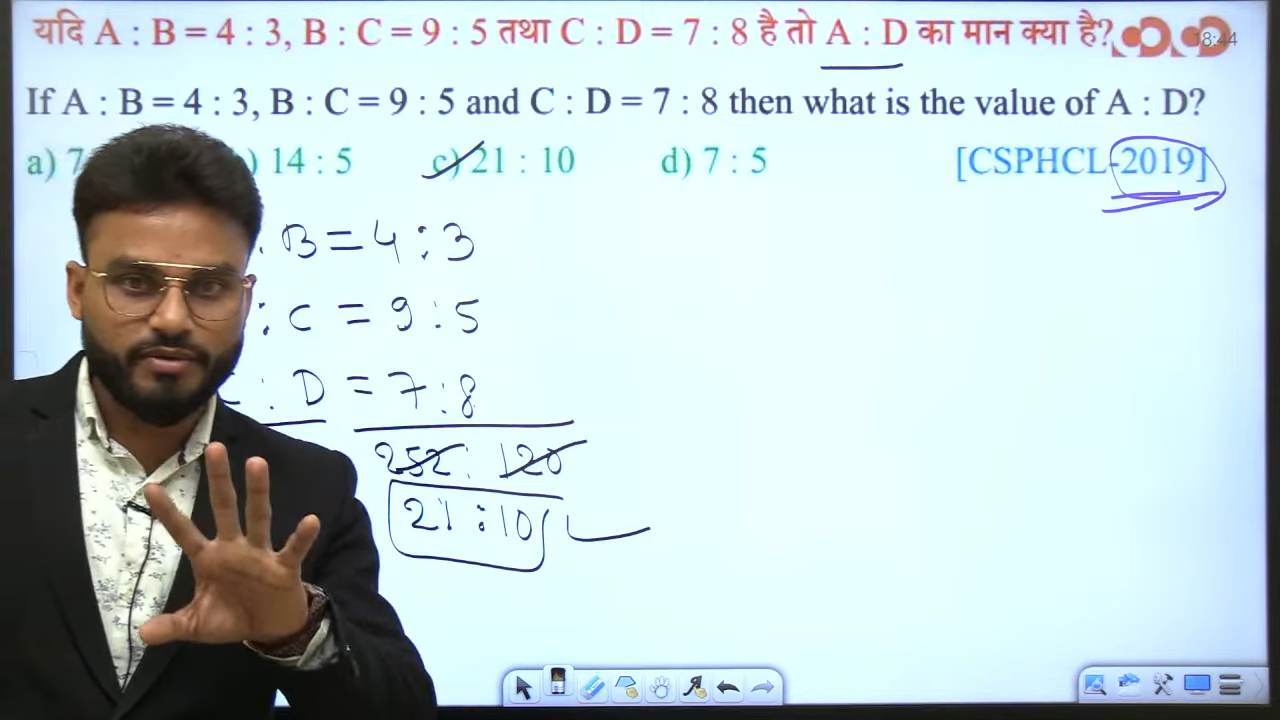 यदि A : B = 4 : 3, B : C = 9 : 5 तथा C : D = 7 : 8 है तो A : D का मान क्या है?
18:44
If A : B = 4 : 3, B : C = 9 : 5 and C : D = 7 : 8 then what is the value of A : D?
a) 7 ) 14 : 5 c) 21 : 10 d) 7 : 5 [CSPHCL-2019]
. B = 4 : 3
: C = 9 : 5
: D = 7 : 8
252 : 120
21 : 10